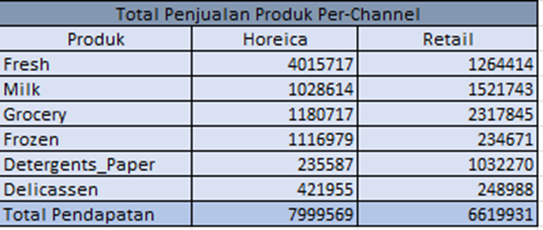 Total Penjualan Produk Per-Channel
Produk Horeica Retail
Fresh 4015717 1264414
Milk 1028614 1521743
Grocery 1180717 2317845
Frozen 1116979 234671
Detergents_Paper 235587 1032270
Delicassen 421955 248988
Total Pendapatan 7999569 6619931